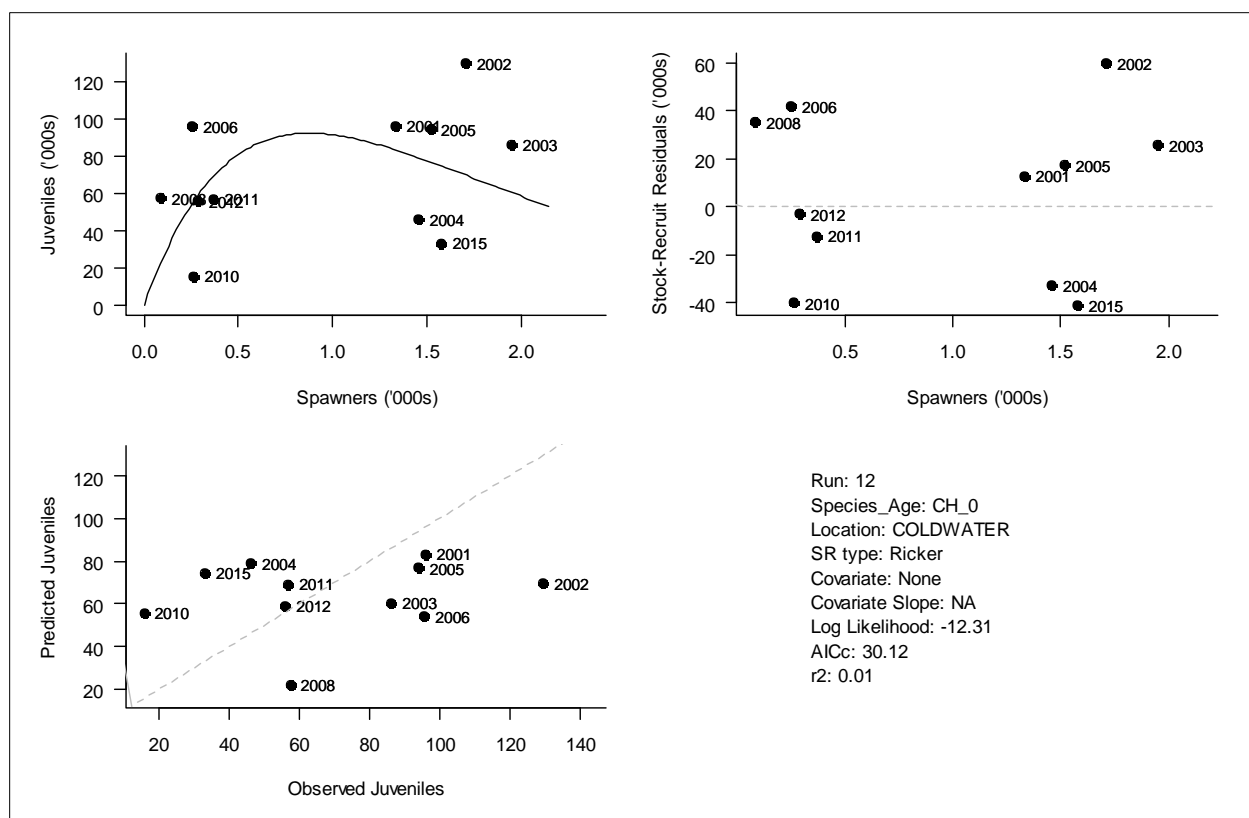 Juveniles ('000s)
120
100
80
60
40
20
0
2002
2006
2001
2005
2003
2008
2011
2012
2004
2015
2010
0.0 0.5 1.0 1.5 2.0
Spawners ('000s)
Stock-Recruit Residuals ('000s)
60
40
20
0
-20
-40
2002
2006
2008
2003
2005
2001
2012
2011
2004
2010
2015
0.5 1.0 1.5 2.0
Spawners ('000s)
Predicted Juveniles
120
100
80
60
40
20
2001
2004
2005
2015
2011
2002
2010
2012
2003
2006
2008
20 40 60 80 100 120 140
Observed Juveniles
Run: 12
Species_Age: CH_0
Location: COLDWATER
SR type: Ricker
Covariate: None
Covariate Slope: NA
Log Likelihood: -12.31
AICc: 30.12
r2: 0.01